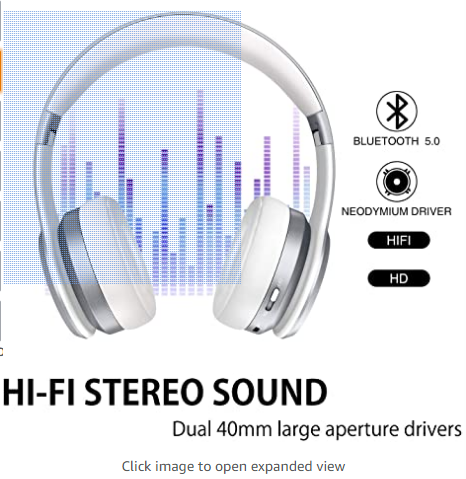 BLUETOOTH 5.0
NEODYMIUM DRIVER
HIFI
HD
HI-FI STEREO SOUND
Dual 40mm large aperture drivers
Click image to open expanded view